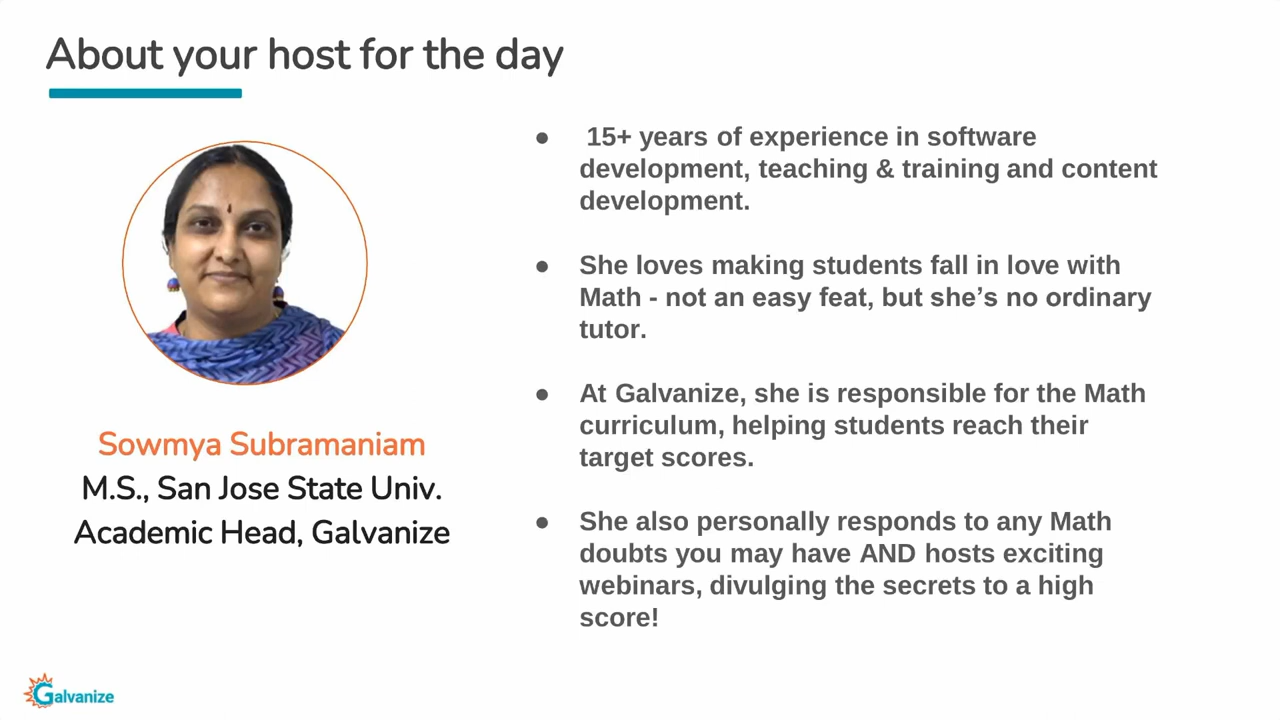 About your host for the day
● 15+ years of experience in software
development, teaching & training and content
development.
● She loves making students fall in love with
Math - not an easy feat, but she’s no ordinary
tutor.
● At Galvanize, she is responsible for the Math
curriculum, helping students reach their
target scores.
● She also personally responds to any Math
doubts you may have AND hosts exciting
webinars, divulging the secrets to a high
score!
Sowmya Subramaniam
M.S., San Jose State Univ.
Academic Head, Galvanize
Galvanize